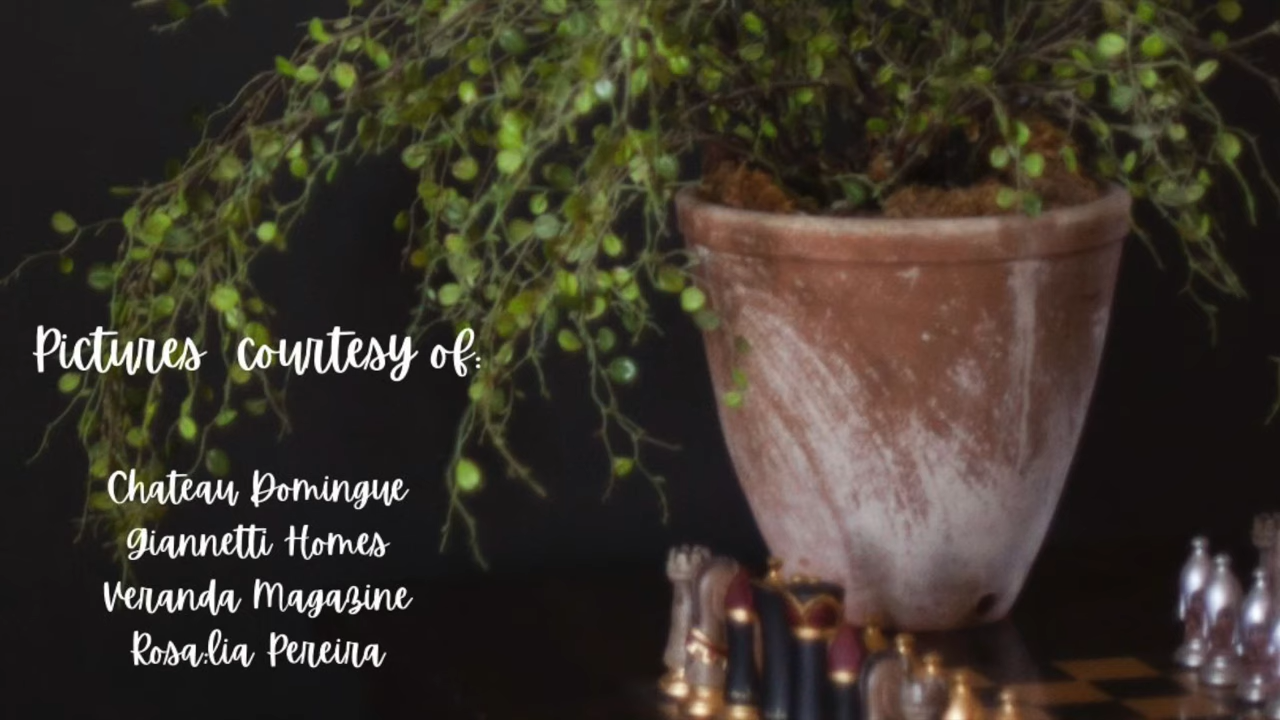 Pictures courtesy of:
Chateau Domingue
Giannetti Homes
Veranda Magazine
Rosa:lia Pereira